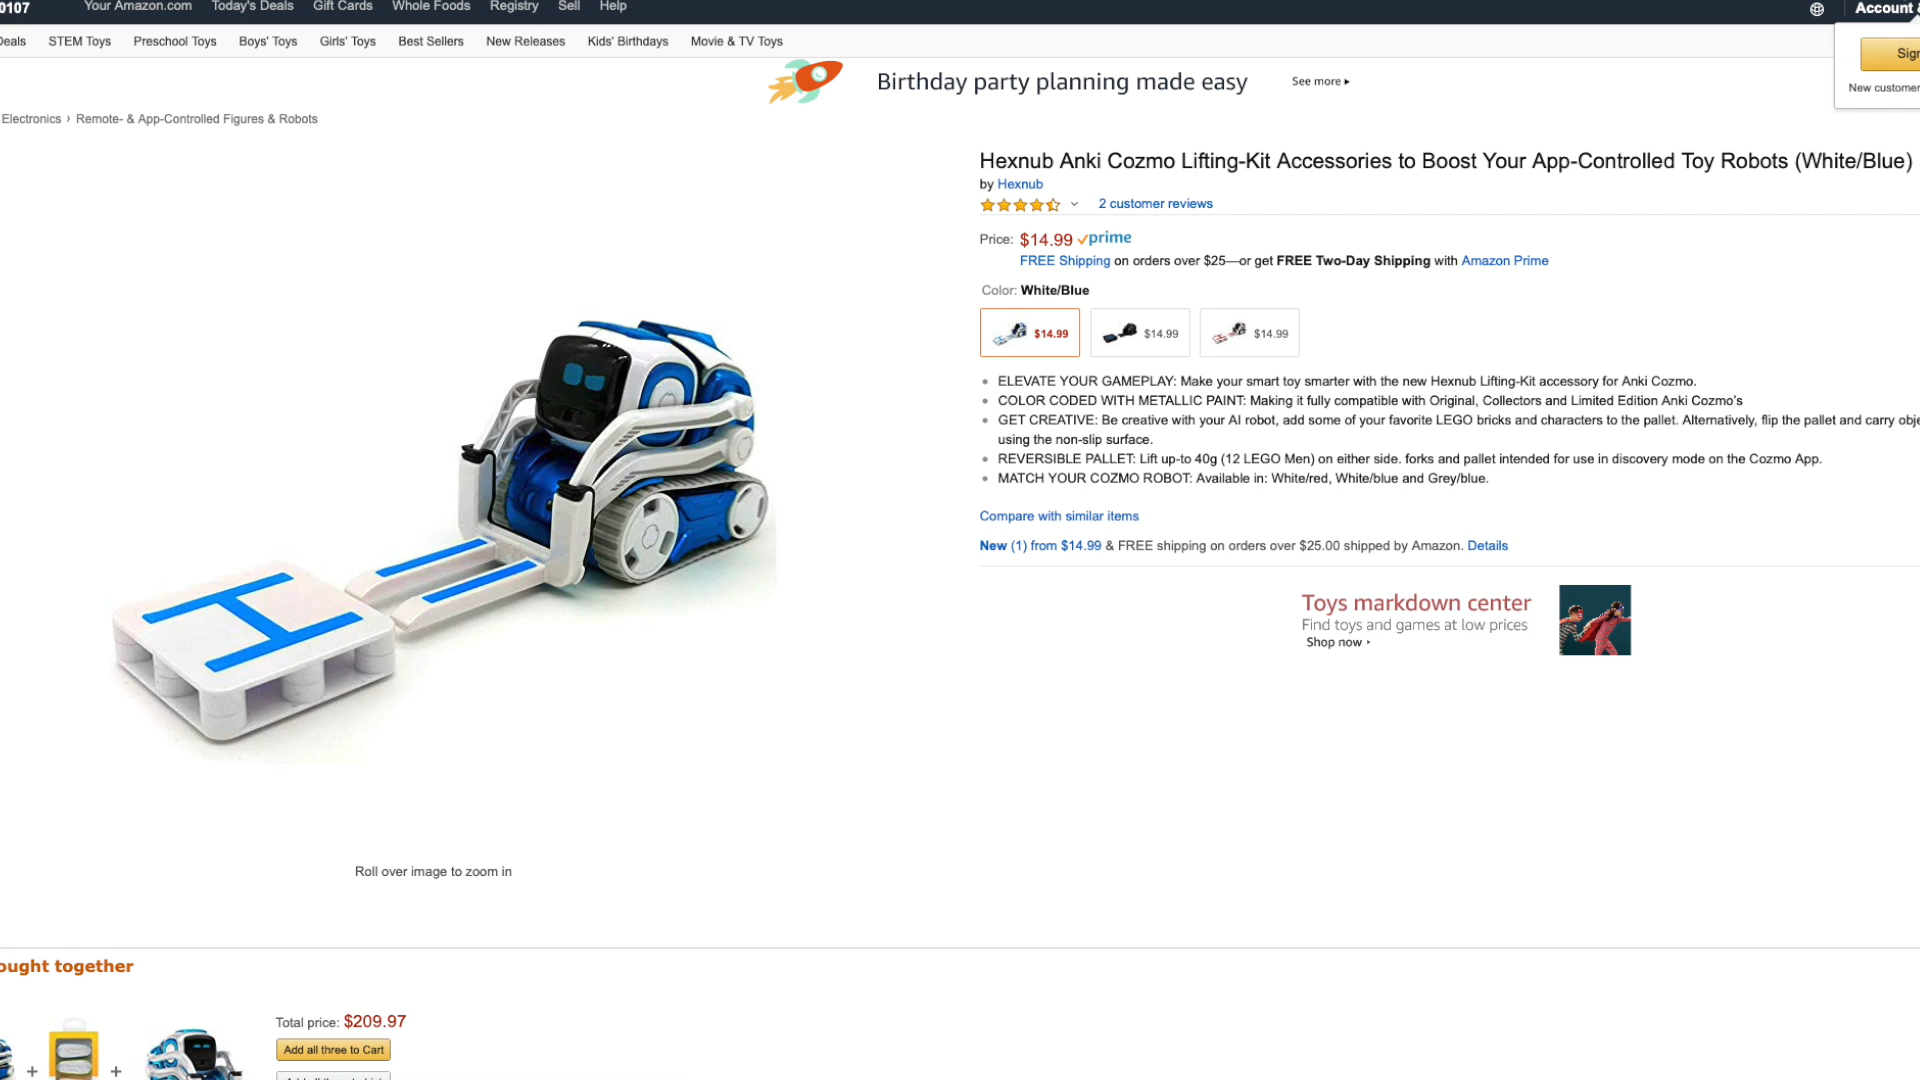 0107
Your Amazon.com Today's Deals Gift Cards Whole Foods Registry Sell Help
Account
Deals STEM Toys Preschool Toys Boys' Toys Girls' Toys Best Sellers New Releases Kids' Birthdays Movie & TV Toys
Sign
New customer
Birthday party planning made easy See more ▸
Electronics › Remote- & App-Controlled Figures & Robots
Hexnub Anki Cozmo Lifting-Kit Accessories to Boost Your App-Controlled Toy Robots (White/Blue)
by Hexnub
2 customer reviews
Price: $14.99 prime
FREE Shipping on orders over $25—or get FREE Two-Day Shipping with Amazon Prime
Color: White/Blue
$14.99 $14.99 $14.99
• ELEVATE YOUR GAMEPLAY: Make your smart toy smarter with the new Hexnub Lifting-Kit accessory for Anki Cozmo.
• COLOR CODED WITH METALLIC PAINT: Making it fully compatible with Original, Collectors and Limited Edition Anki Cozmo's
• GET CREATIVE: Be creative with your AI robot, add some of your favorite LEGO bricks and characters to the pallet. Alternatively, flip the pallet and carry obje
using the non-slip surface.
• REVERSIBLE PALLET: Lift up-to 40g (12 LEGO Men) on either side. forks and pallet intended for use in discovery mode on the Cozmo App.
• MATCH YOUR COZMO ROBOT: Available in: White/red, White/blue and Grey/blue.
Compare with similar items
New (1) from $14.99 & FREE shipping on orders over $25.00 shipped by Amazon. Details
Toys markdown center
Find toys and games at low prices
Shop now ›
Roll over image to zoom in
ought together
Total price: $209.97
Add all three to Cart
+ +